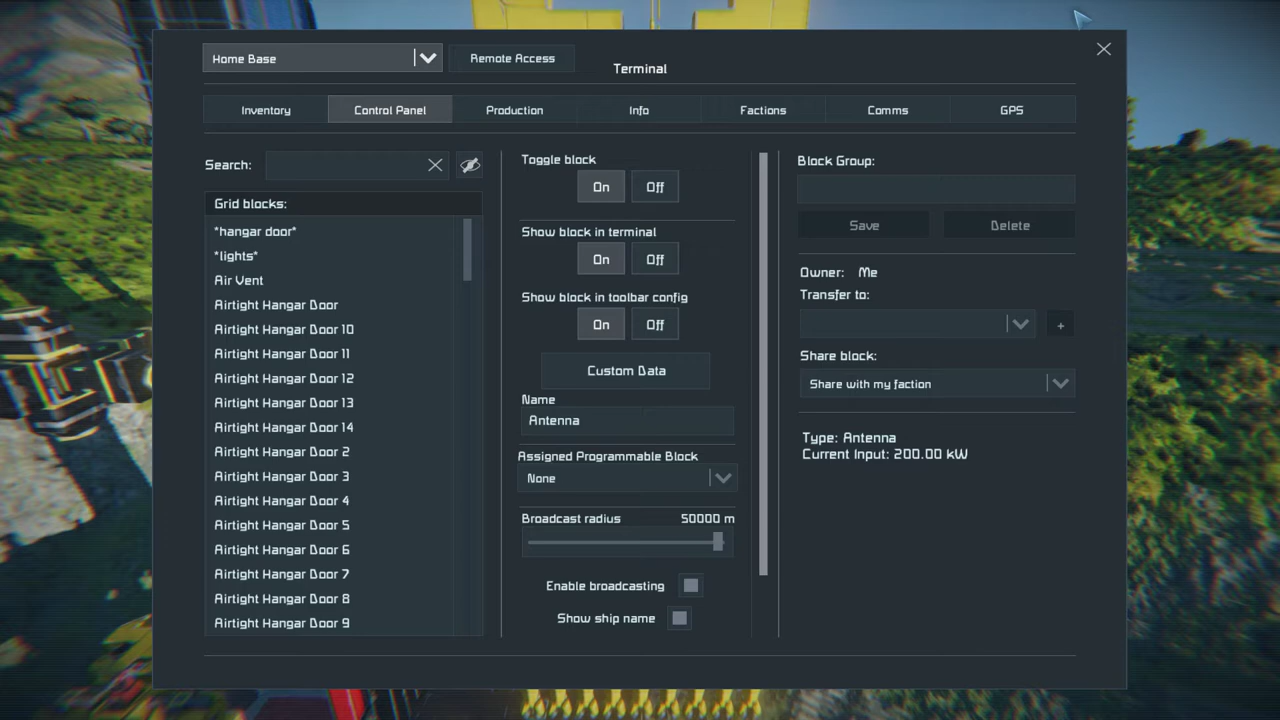 Home Base
Remote Access
Terminal
Inventory
Control Panel
Production
Info
Factions
Comms
GPS
Search:
Grid blocks:
*hangar door*
*lights*
Air Vent
Airtight Hangar Door
Airtight Hangar Door 10
Airtight Hangar Door 11
Airtight Hangar Door 12
Airtight Hangar Door 13
Airtight Hangar Door 14
Airtight Hangar Door 2
Airtight Hangar Door 3
Airtight Hangar Door 4
Airtight Hangar Door 5
Airtight Hangar Door 6
Airtight Hangar Door 7
Airtight Hangar Door 8
Airtight Hangar Door 9
Toggle block
On Off
Show block in terminal
On Off
Show block in toolbar config
On Off
Custom Data
Name
Antenna
Assigned Programmable Block
None
Broadcast radius 50000 m
Enable broadcasting
Show ship name
Block Group:
Save Delete
Owner: Me
Transfer to:
+
Share block:
Share with my faction
Type: Antenna
Current Input: 200.00 kW